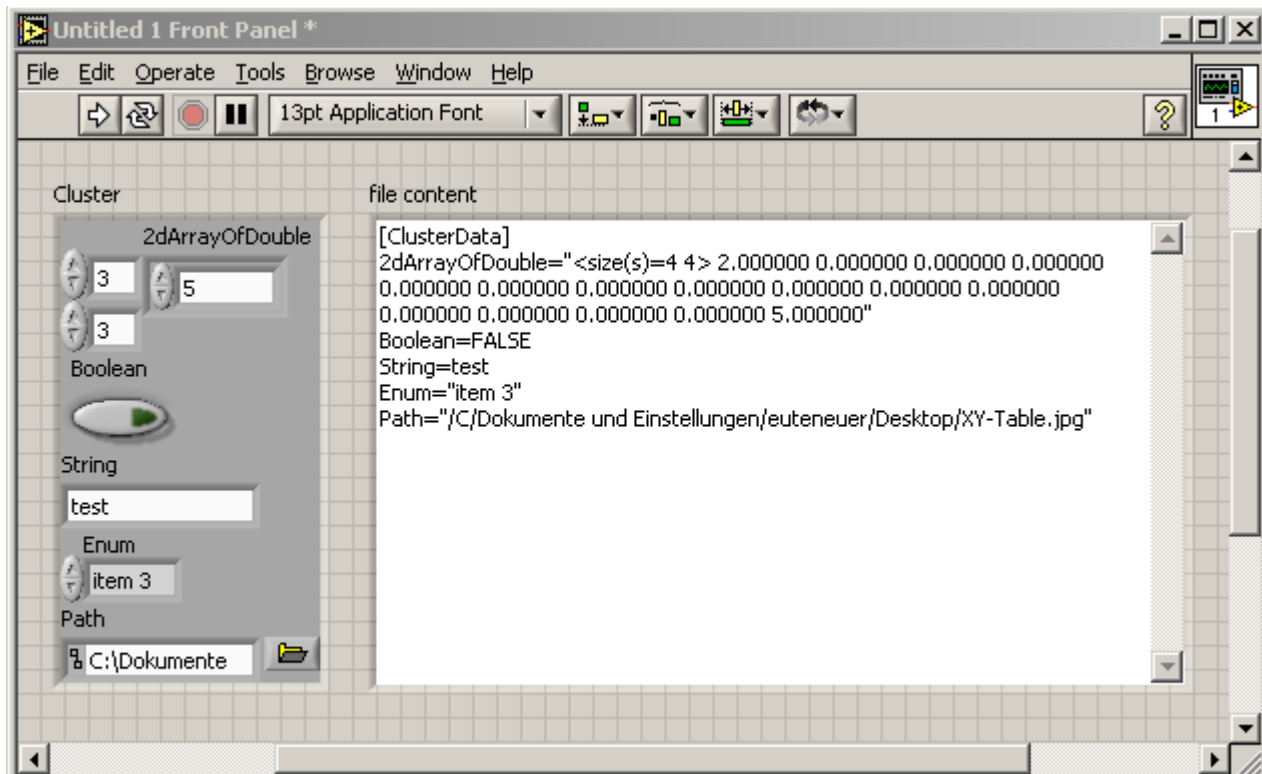 Untitled 1 Front Panel *
File Edit Operate Tools Browse Window Help
13pt Application Font
?
1
Cluster
file content
2dArrayOfDouble
3
5
3
Boolean
String
test
Enum
item 3
Path
C:\Dokumente
[ClusterData]
2dArrayOfDouble="<size(s)=4 4> 2.000000 0.000000 0.000000 0.000000
0.000000 0.000000 0.000000 0.000000 0.000000 0.000000 0.000000
0.000000 0.000000 0.000000 0.000000 5.000000"
Boolean=FALSE
String=test
Enum="item 3"
Path="/C/Dokumente und Einstellungen/euteneuer/Desktop/XY-Table.jpg"